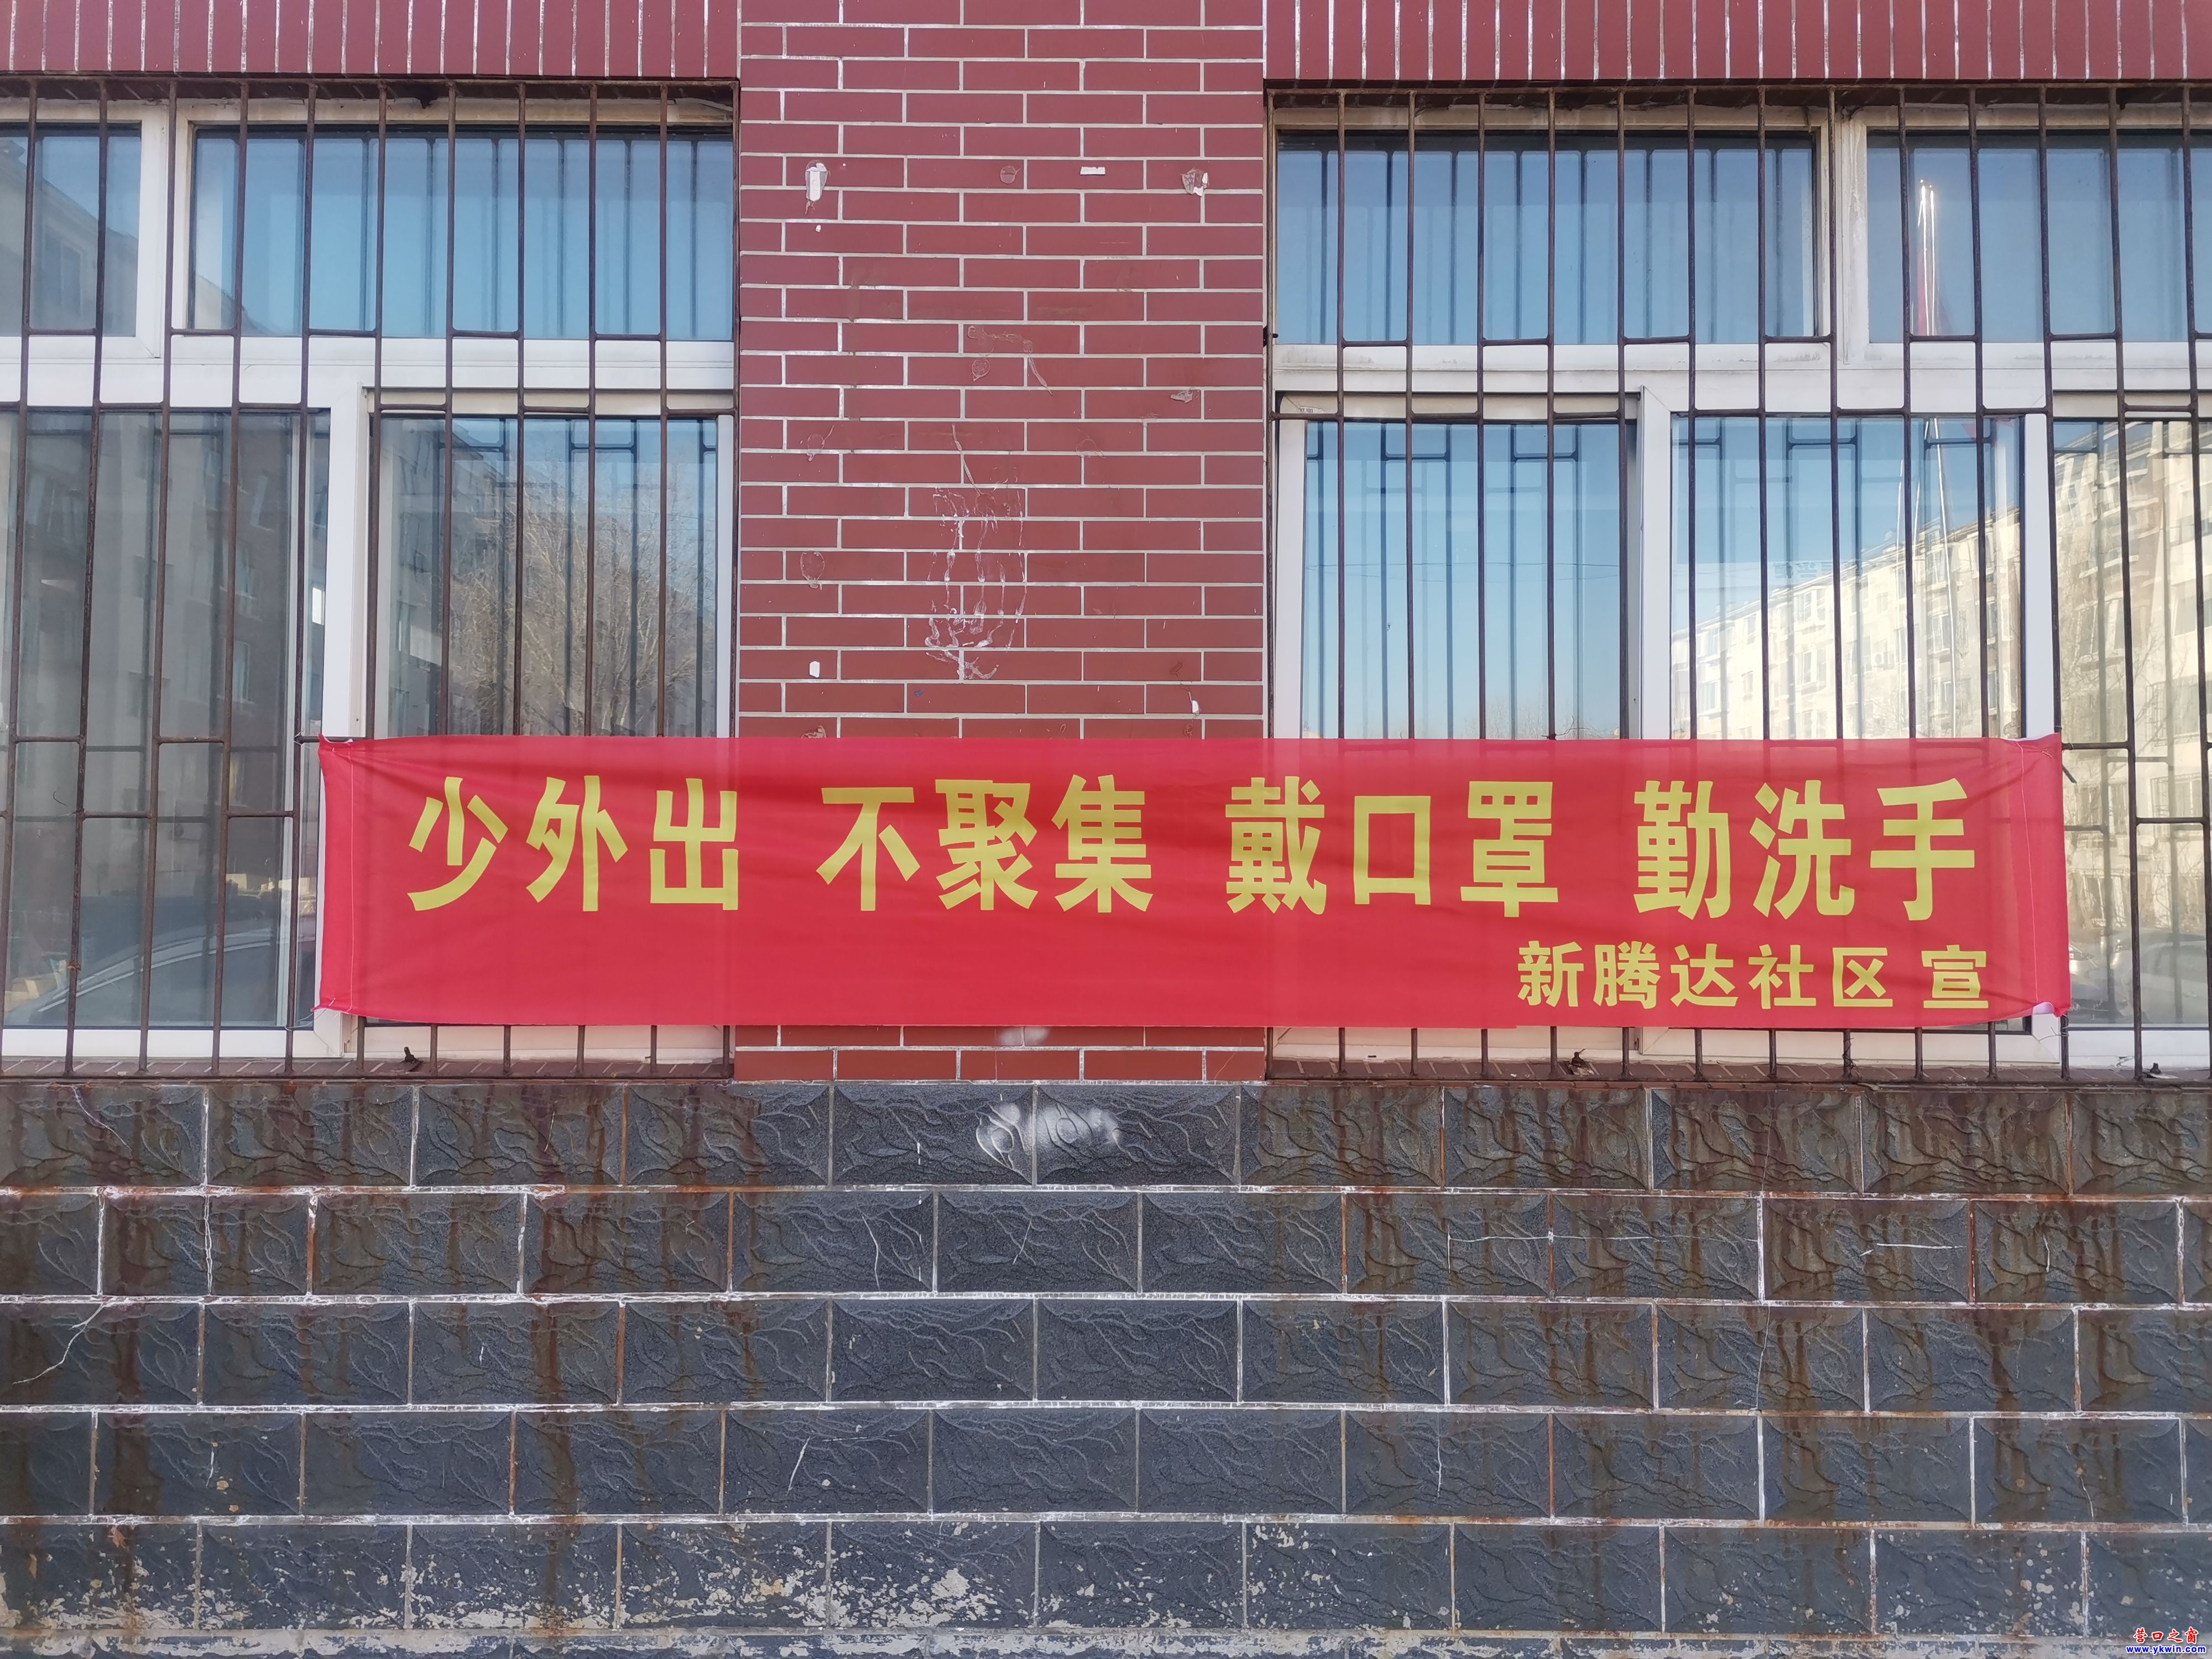 少外出 不聚集 戴口罩 勤洗手
新腾达社区 宣
营口之窗
www.ykwin.com